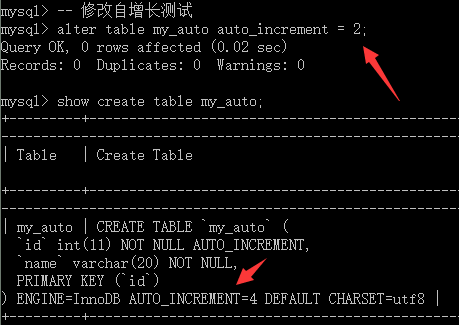 mysql> -- 修改自增长测试
mysql> alter table my_auto auto_increment = 2;
Query OK, 0 rows affected (0.02 sec)
Records: 0  Duplicates: 0  Warnings: 0
mysql> show create table my_auto;
+---------+--------------------------------------------
| Table   | Create Table
+---------+--------------------------------------------
| my_auto | CREATE TABLE `my_auto` (
  `id` int(11) NOT NULL AUTO_INCREMENT,
  `name` varchar(20) NOT NULL,
  PRIMARY KEY (`id`)
) ENGINE=InnoDB AUTO_INCREMENT=4 DEFAULT CHARSET=utf8 |
+---------+--------------------------------------------